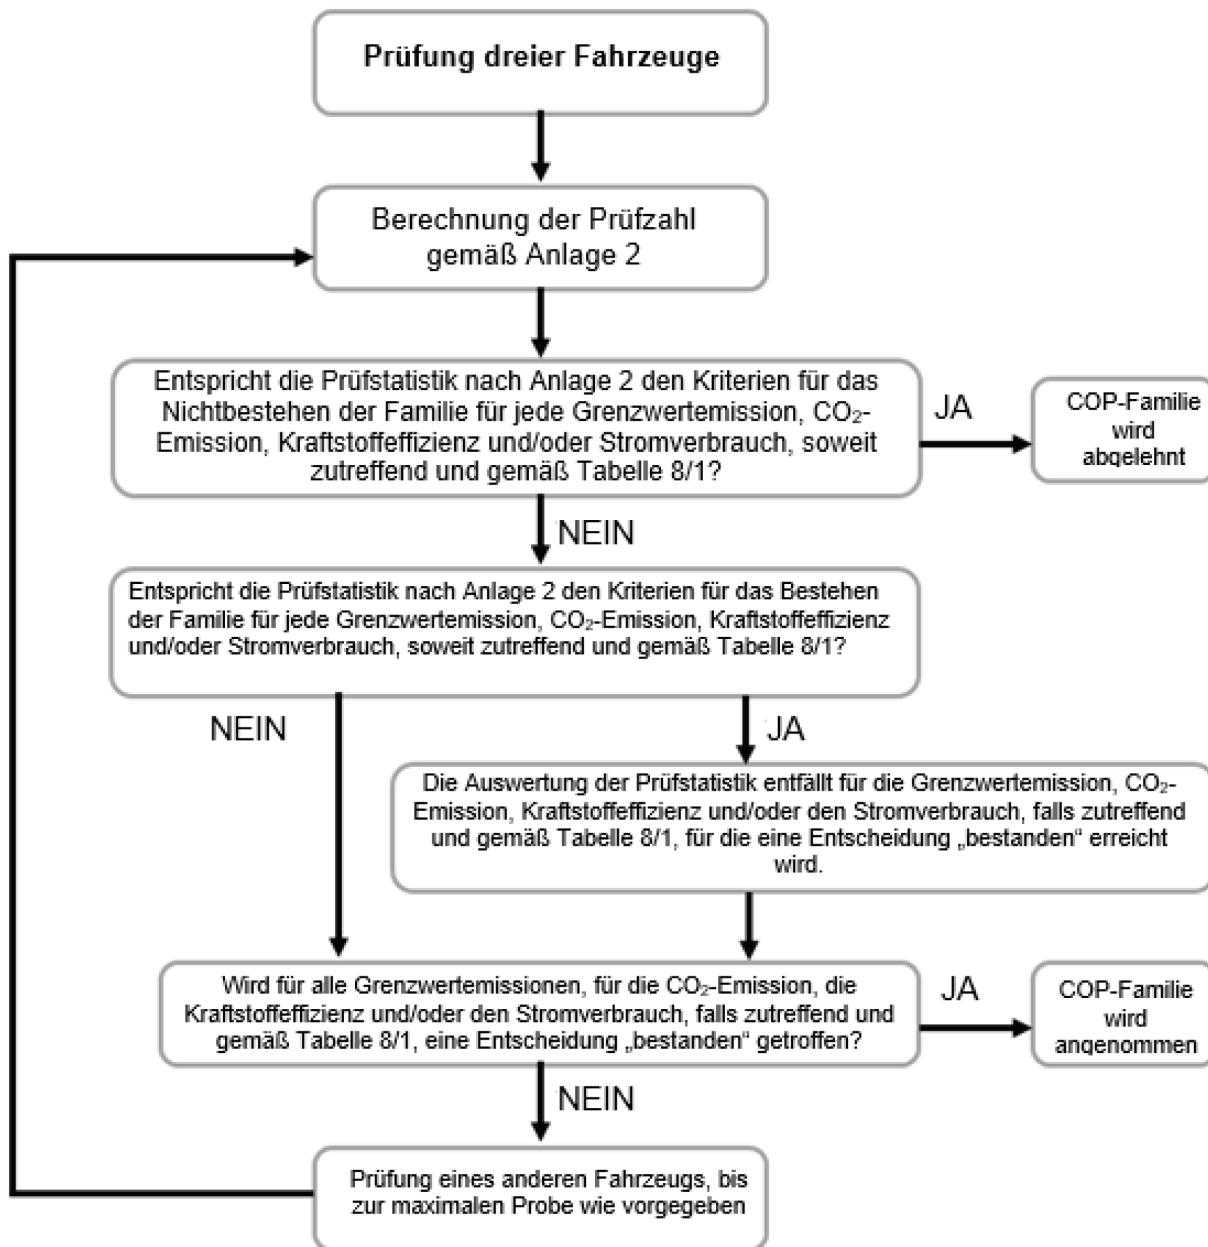 Prüfung dreier Fahrzeuge
Berechnung der Prüfzahl
gemäß Anlage 2
Entspricht die Prüfstatistik nach Anlage 2 den Kriterien für das
Nichtbestehen der Familie für jede Grenzwertemission, CO₂-
Emission, Kraftstoffeffizienz und/oder Stromverbrauch, soweit
zutreffend und gemäß Tabelle 8/1?
JA
COP-Familie
wird
abgelehnt
NEIN
Entspricht die Prüfstatistik nach Anlage 2 den Kriterien für das Bestehen
der Familie für jede Grenzwertemission, CO₂-Emission, Kraftstoffeffizienz
und/oder Stromverbrauch, soweit zutreffend und gemäß Tabelle 8/1?
NEIN
JA
Die Auswertung der Prüfstatistik entfällt für die Grenzwertemission, CO₂-
Emission, Kraftstoffeffizienz und/oder den Stromverbrauch, falls zutreffend
und gemäß Tabelle 8/1, für die eine Entscheidung „bestanden“ erreicht
wird.
Wird für alle Grenzwertemissionen, für die CO₂-Emission, die
Kraftstoffeffizienz und/oder den Stromverbrauch, falls zutreffend und
gemäß Tabelle 8/1, eine Entscheidung „bestanden“ getroffen?
JA
COP-Familie
wird
angenommen
NEIN
Prüfung eines anderen Fahrzeugs, bis
zur maximalen Probe wie vorgegeben